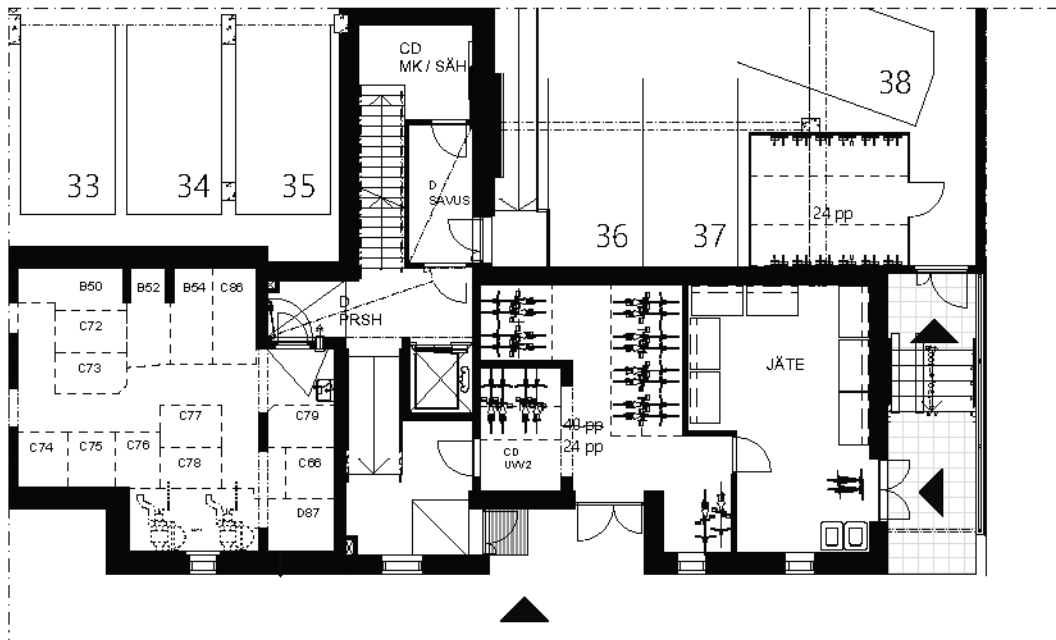 CD
MK / SÄH
38
33
34
35
D
SAVUS
24 pp
36
37
B50
B52
B54
C86
C72
C73
D
PRSH
JÄTE
C77
C79
C74
C75
C76
C78
C66
D87
40 pp
24 pp
CD
UVV2